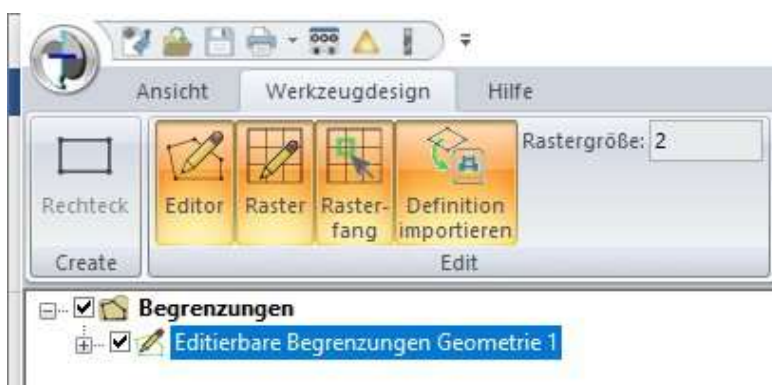 Ansicht Werkzeugdesign Hilfe
Rastergröße: 2
Rechteck Editor Raster Raster- Definition
fang importieren
Create Edit
Begrenzungen
Editierbare Begrenzungen Geometrie 1